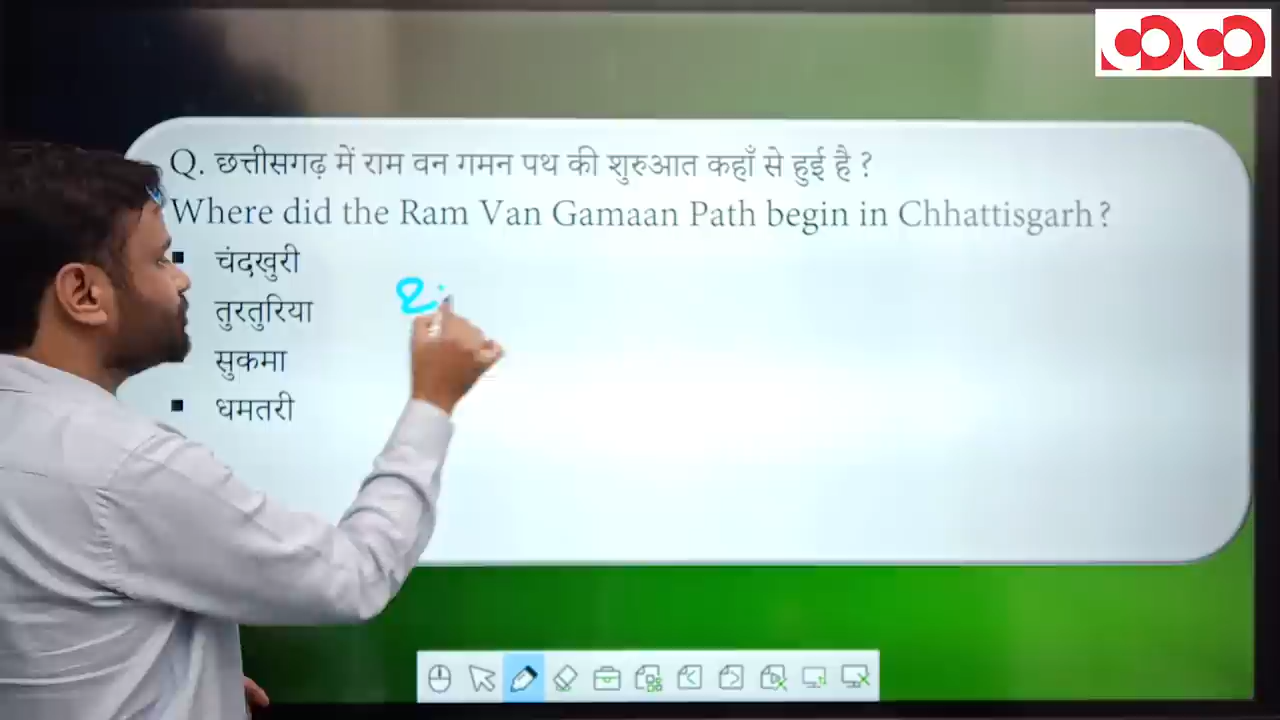 Q. छत्तीसगढ़ में राम वन गमन पथ की शुरुआत कहाँ से हुई है ?
Where did the Ram Van Gamaan Path begin in Chhattisgarh?
▪ चंदखुरी
तुरतुरिया
सुकमा
▪ धमतरी